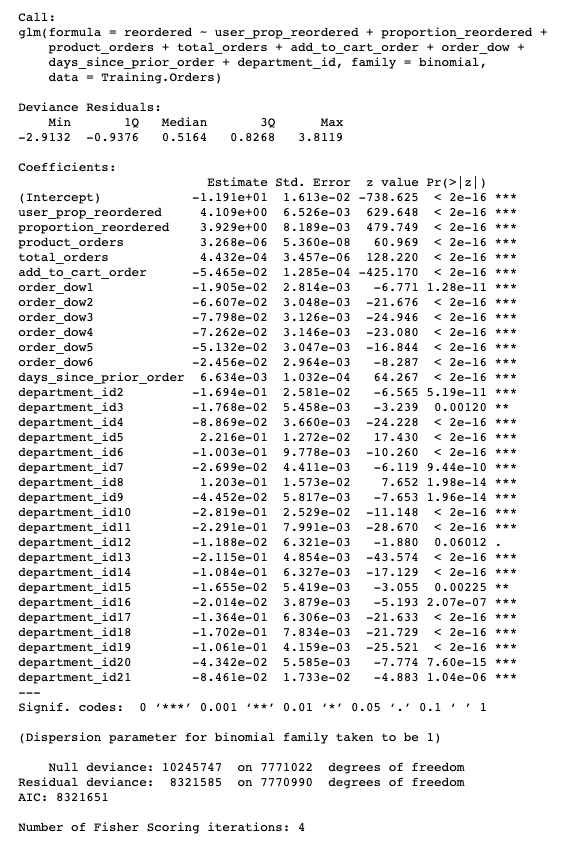 Call:
glm(formula = reordered ~ user_prop_reordered + proportion_reordered +
    product_orders + total_orders + add_to_cart_order + order_dow +
    days_since_prior_order + department_id, family = binomial,
    data = Training.Orders)

Deviance Residuals:
    Min       1Q   Median       3Q      Max
-2.9132  -0.9376   0.5164   0.8268   3.8119

Coefficients:
                         Estimate Std. Error  z value Pr(>|z|)
(Intercept)            -1.191e+01  1.613e-02 -738.625  < 2e-16 ***
user_prop_reordered     4.109e+00  6.526e-03  629.648  < 2e-16 ***
proportion_reordered    3.929e+00  8.189e-03  479.749  < 2e-16 ***
product_orders          3.268e-06  5.360e-08   60.969  < 2e-16 ***
total_orders            4.432e-04  3.457e-06  128.220  < 2e-16 ***
add_to_cart_order      -5.465e-02  1.285e-04 -425.170  < 2e-16 ***
order_dow1             -1.905e-02  2.814e-03   -6.771 1.28e-11 ***
order_dow2             -6.607e-02  3.048e-03  -21.676  < 2e-16 ***
order_dow3             -7.798e-02  3.126e-03  -24.946  < 2e-16 ***
order_dow4             -7.262e-02  3.146e-03  -23.080  < 2e-16 ***
order_dow5             -5.132e-02  3.047e-03  -16.844  < 2e-16 ***
order_dow6             -2.456e-02  2.964e-03   -8.287  < 2e-16 ***
days_since_prior_order  6.634e-03  1.032e-04   64.267  < 2e-16 ***
department_id2         -1.694e-01  2.581e-02   -6.565 5.19e-11 ***
department_id3         -1.768e-02  5.458e-03   -3.239  0.00120 **
department_id4         -8.869e-02  3.660e-03  -24.228  < 2e-16 ***
department_id5          2.216e-01  1.272e-02   17.430  < 2e-16 ***
department_id6         -1.003e-01  9.778e-03  -10.260  < 2e-16 ***
department_id7         -2.699e-02  4.411e-03   -6.119 9.44e-10 ***
department_id8          1.203e-01  1.573e-02    7.652 1.98e-14 ***
department_id9         -4.452e-02  5.817e-03   -7.653 1.96e-14 ***
department_id10        -2.819e-01  2.529e-02  -11.148  < 2e-16 ***
department_id11        -2.291e-01  7.991e-03  -28.670  < 2e-16 ***
department_id12        -1.188e-02  6.321e-03   -1.880  0.06012 .
department_id13        -2.115e-01  4.854e-03  -43.574  < 2e-16 ***
department_id14        -1.084e-01  6.327e-03  -17.129  < 2e-16 ***
department_id15        -1.655e-02  5.419e-03   -3.055  0.00225 **
department_id16        -2.014e-02  3.879e-03   -5.193 2.07e-07 ***
department_id17        -1.364e-01  6.306e-03  -21.633  < 2e-16 ***
department_id18        -1.702e-01  7.834e-03  -21.729  < 2e-16 ***
department_id19        -1.061e-01  4.159e-03  -25.521  < 2e-16 ***
department_id20        -4.342e-02  5.585e-03   -7.774 7.60e-15 ***
department_id21        -8.461e-02  1.733e-02   -4.883 1.04e-06 ***
---
Signif. codes:  0 ‘***’ 0.001 ‘**’ 0.01 ‘*’ 0.05 ‘.’ 0.1 ‘ ’ 1

(Dispersion parameter for binomial family taken to be 1)

    Null deviance: 10245747  on 7771022  degrees of freedom
Residual deviance:  8321585  on 7770990  degrees of freedom
AIC: 8321651

Number of Fisher Scoring iterations: 4